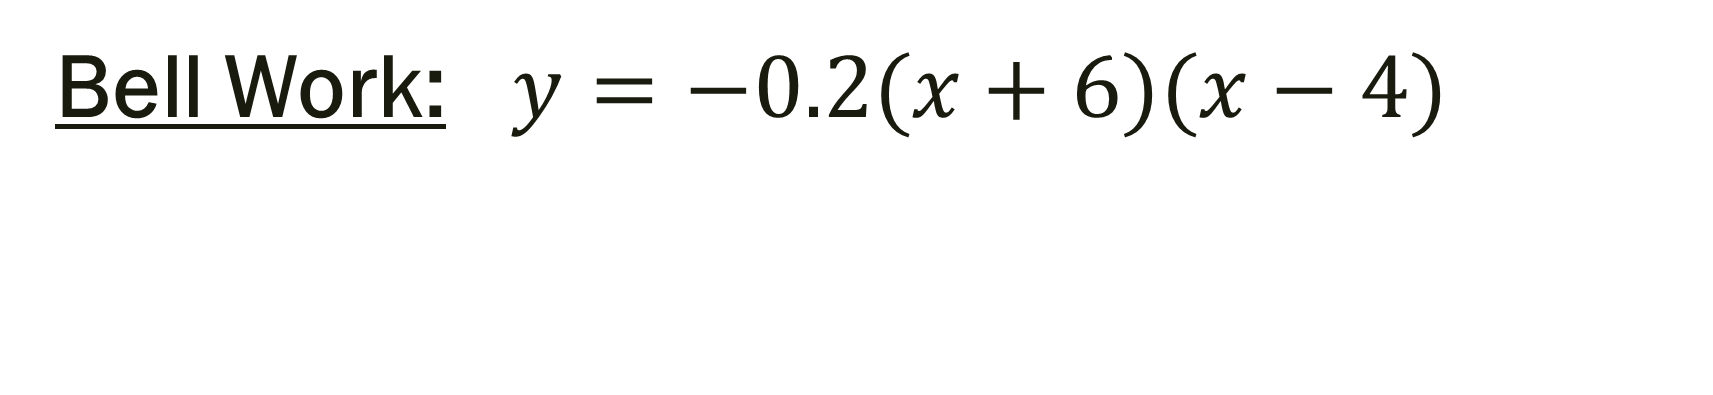 Bell Work: y = −0.2(x + 6)(x − 4)